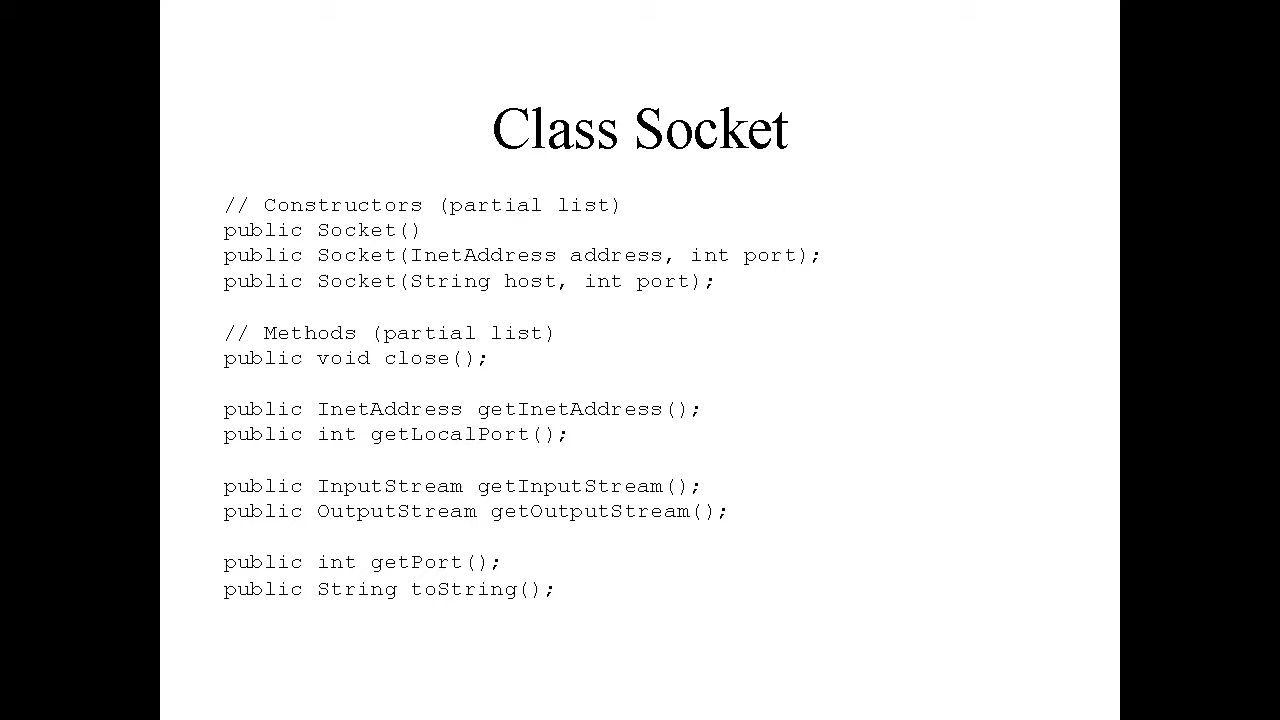 Class Socket
// Constructors (partial list)
public Socket()
public Socket(InetAddress address, int port);
public Socket(String host, int port);
// Methods (partial list)
public void close();
public InetAddress getInetAddress();
public int getLocalPort();
public InputStream getInputStream();
public OutputStream getOutputStream();
public int getPort();
public String toString();